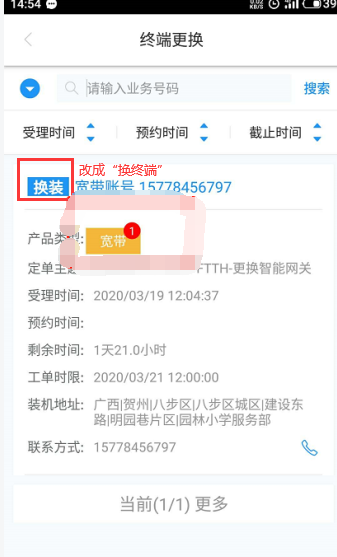 14:54
0.02
KB/S
39
终端更换
请输入业务号码
搜索
受理时间
预约时间
截止时间
改成“换终端”
换装 宽带账号 15778456797
产品类型:
宽带
1
定单主
FTTH-更换智能网关
受理时间: 2020/03/19 12:04:37
预约时间:
剩余时间: 1天21.0小时
工单时限: 2020/03/21 12:00:00
装机地址: 广西|贺州|八步区|八步区城区|建设东
路|明园巷片区|园林小学服务部
联系方式: 15778456797
当前(1/1) 更多